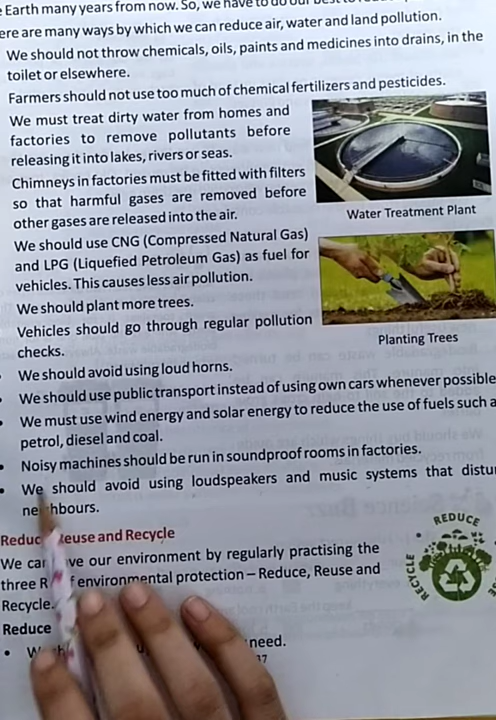 Earth many years from now. So, we have to do our best to
ere are many ways by which we can reduce air, water and land pollution.
We should not throw chemicals, oils, paints and medicines into drains, in the
toilet or elsewhere.
Farmers should not use too much of chemical fertilizers and pesticides.
We must treat dirty water from homes and
factories to remove pollutants before
releasing it into lakes, rivers or seas.
Chimneys in factories must be fitted with filters
so that harmful gases are removed before
other gases are released into the air.
Water Treatment Plant
We should use CNG (Compressed Natural Gas)
and LPG (Liquefied Petroleum Gas) as fuel for
vehicles. This causes less air pollution.
We should plant more trees.
Vehicles should go through regular pollution
checks.
Planting Trees
• We should avoid using loud horns.
• We should use public transport instead of using own cars whenever possible
• We must use wind energy and solar energy to reduce the use of fuels such a
petrol, diesel and coal.
• Noisy machines should be run in soundproof rooms in factories.
• We should avoid using loudspeakers and music systems that distu
ne hbours.
Reduc Reuse and Recycle
We ca ve our environment by regularly practising the
three R f environmental protection – Reduce, Reuse and
Recycle.
REDUCE
RECYCLE
Reduce
• need.
37